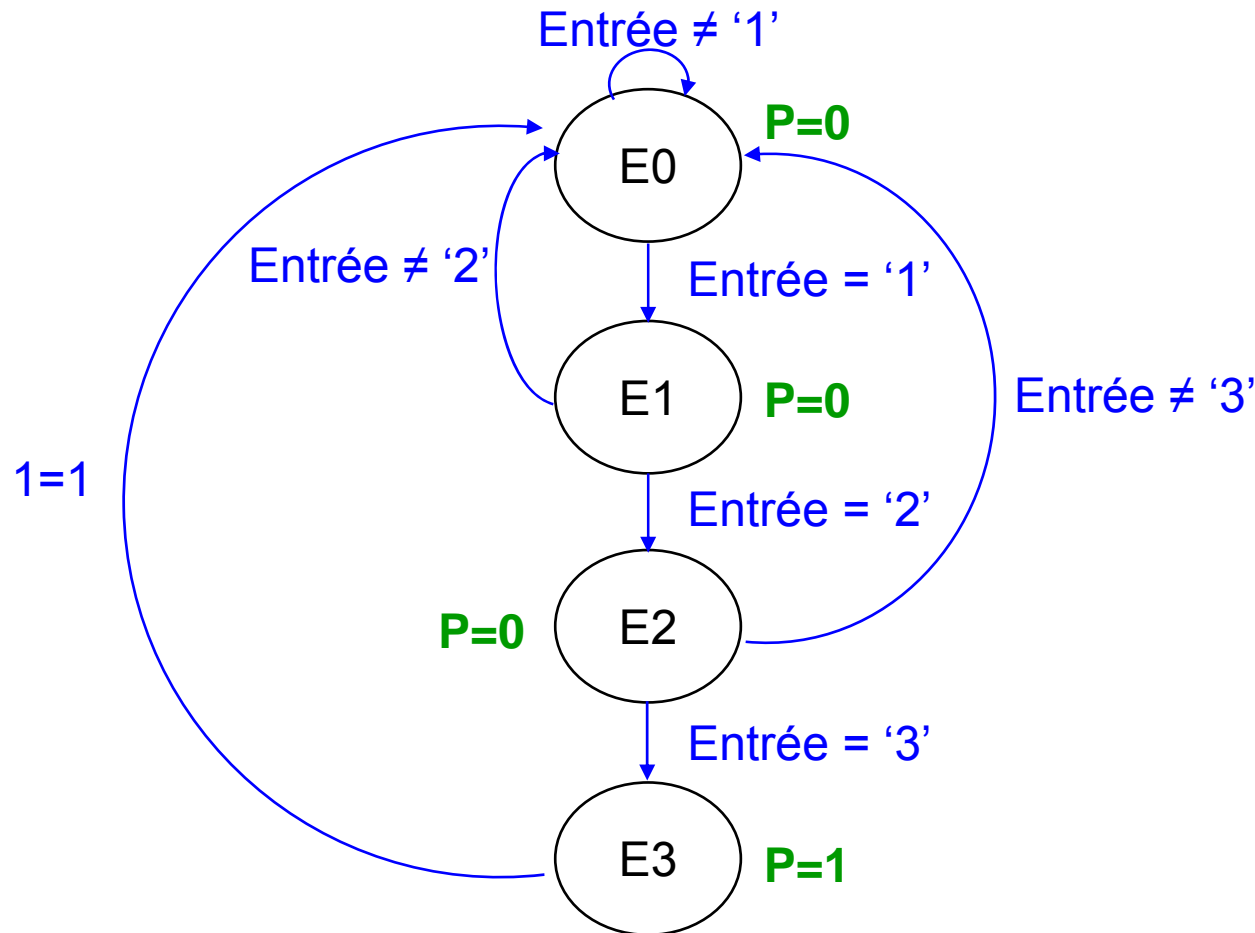 Entrée ≠ ‘1’
P=0
E0
Entrée ≠ ‘2’
Entrée = ‘1’
E1
P=0
Entrée ≠ ‘3’
1=1
Entrée = ‘2’
P=0
E2
Entrée = ‘3’
E3
P=1